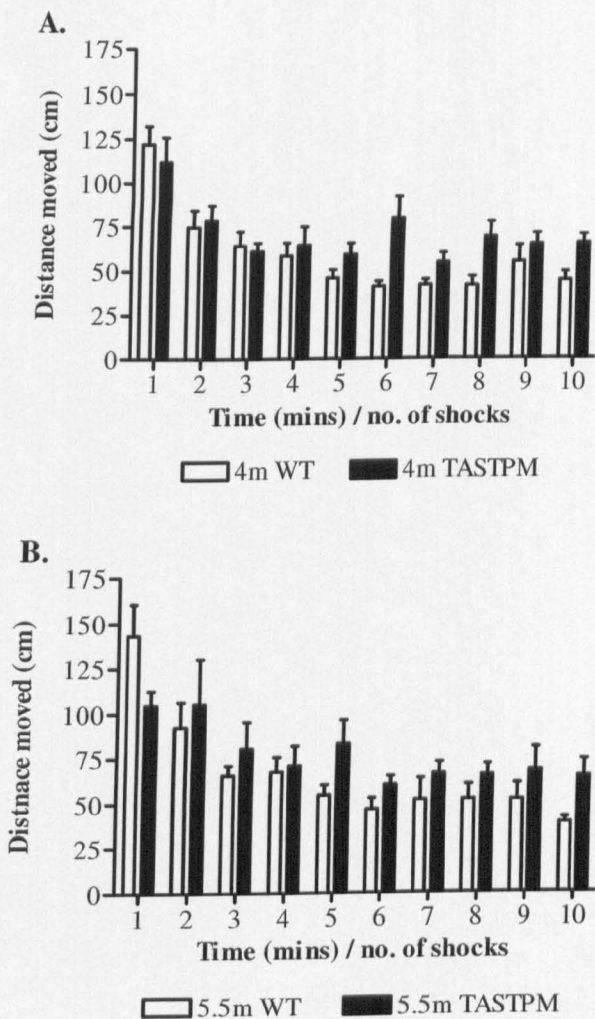 A.
175
150
125
100
75
50
25
0
Distance moved (cm)
1 2 3 4 5 6 7 8 9 10
Time (mins) / no. of shocks
4m WT 4m TASTPM
B.
175
150
125
100
75
50
25
0
Distnace moved (cm)
1 2 3 4 5 6 7 8 9 10
Time (mins) / no. of shocks
5.5m WT 5.5m TASTPM